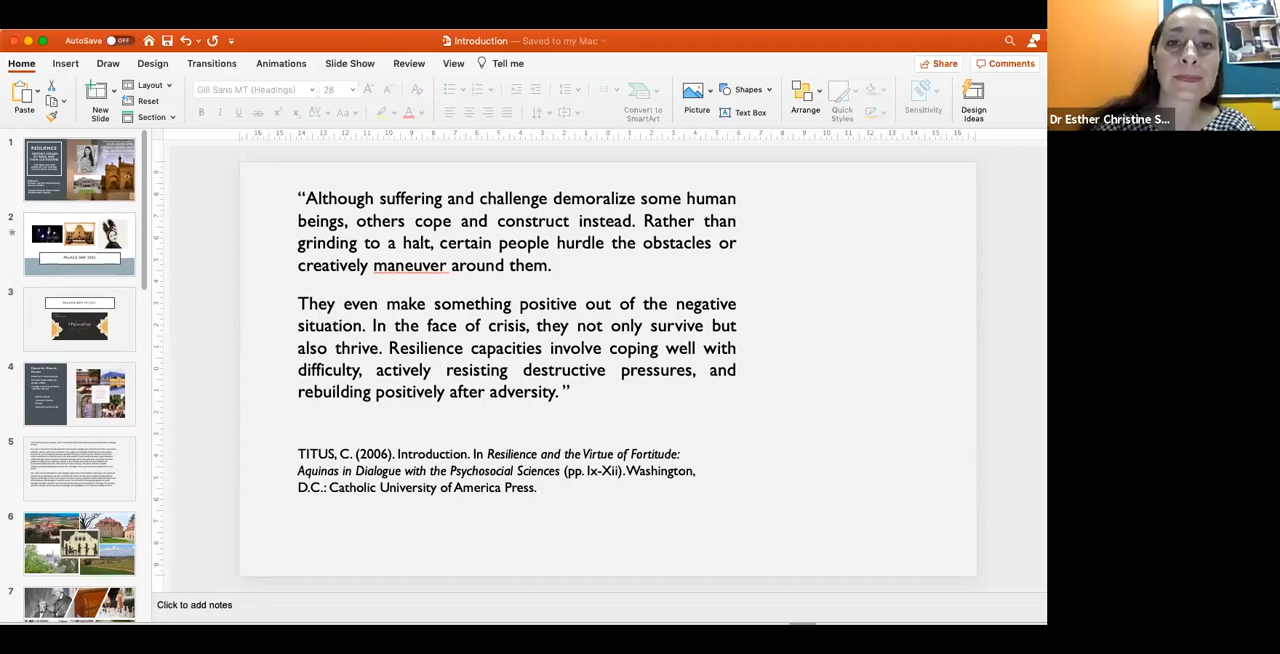 AutoSave OFF
Introduction — Saved to my Mac
Home Insert Draw Design Transitions Animations Slide Show Review View Tell me Share Comments
Paste New Slide Layout Reset Section Gill Sans MT (Headings) 28 Convert to SmartArt Picture Shapes Text Box Arrange Quick Styles Sensitivity Design Ideas
Dr Esther Christine S...
1
RESILIENCE
2
PALACE DAY 2020
3
4
5
6
7
“Although suffering and challenge demoralize some human
beings, others cope and construct instead. Rather than
grinding to a halt, certain people hurdle the obstacles or
creatively maneuver around them.
They even make something positive out of the negative
situation. In the face of crisis, they not only survive but
also thrive. Resilience capacities involve coping well with
difficulty, actively resisting destructive pressures, and
rebuilding positively after adversity. ”
TITUS, C. (2006). Introduction. In Resilience and the Virtue of Fortitude:
Aquinas in Dialogue with the Psychosocial Sciences (pp. Ix-Xii). Washington,
D.C.: Catholic University of America Press.
Click to add notes